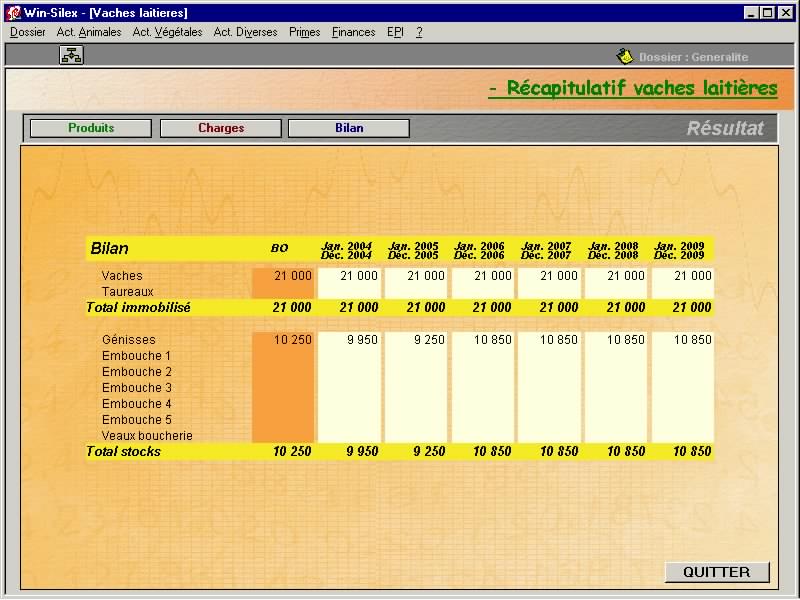 Win-Silex - [Vaches laitieres]
Dossier Act. Animales Act. Végétales Act. Diverses Primes Finances EPI ?
Dossier : Generalite
- Récapitulatif vaches laitières
Produits Charges Bilan Résultat
Bilan BO Jan. 2004 Jan. 2005 Jan. 2006 Jan. 2007 Jan. 2008 Jan. 2009
Déc. 2004 Déc. 2005 Déc. 2006 Déc. 2007 Déc. 2008 Déc. 2009
Vaches 21 000 21 000 21 000 21 000 21 000 21 000 21 000
Taureaux
Total immobilisé 21 000 21 000 21 000 21 000 21 000 21 000 21 000
Génisses 10 250 9 950 9 250 10 850 10 850 10 850 10 850
Embouche 1
Embouche 2
Embouche 3
Embouche 4
Embouche 5
Veaux boucherie
Total stocks 10 250 9 950 9 250 10 850 10 850 10 850 10 850
QUITTER